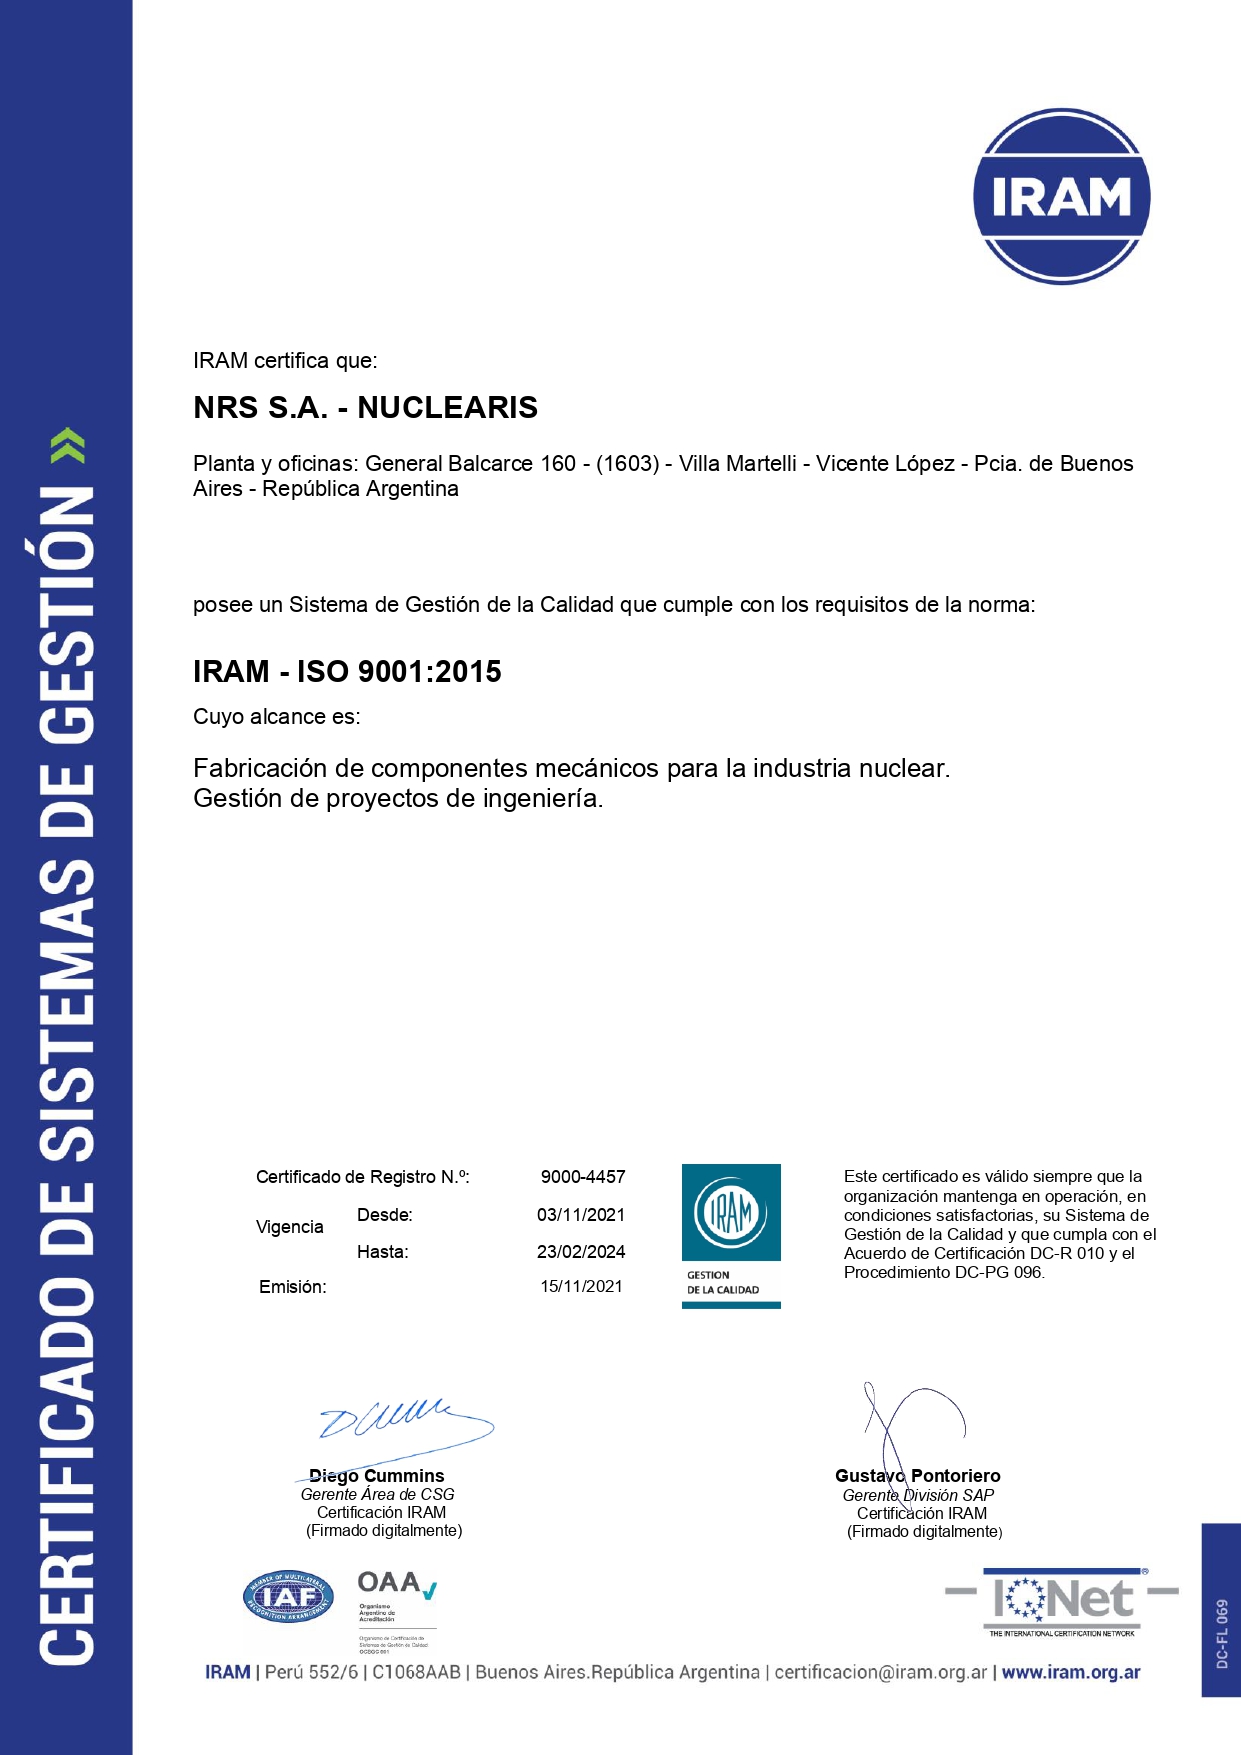 CERTIFICADO DE SISTEMAS DE GESTIÓN
IRAM
IRAM certifica que:
NRS S.A. - NUCLEARIS
Planta y oficinas: General Balcarce 160 - (1603) - Villa Martelli - Vicente López - Pcia. de Buenos
Aires - República Argentina
posee un Sistema de Gestión de la Calidad que cumple con los requisitos de la norma:
IRAM - ISO 9001:2015
Cuyo alcance es:
Fabricación de componentes mecánicos para la industria nuclear.
Gestión de proyectos de ingeniería.
Certificado de Registro N.º: 9000-4457
Vigencia
Desde: 03/11/2021
Hasta: 23/02/2024
Emisión: 15/11/2021
IRAM
GESTION
DE LA CALIDAD
Este certificado es válido siempre que la
organización mantenga en operación, en
condiciones satisfactorias, su Sistema de
Gestión de la Calidad y que cumpla con el
Acuerdo de Certificación DC-R 010 y el
Procedimiento DC-PG 096.
Diego Cummins
Gerente Área de CSG
Certificación IRAM
(Firmado digitalmente)
Gustavo Pontoriero
Gerente División SAP
Certificación IRAM
(Firmado digitalmente)
MEMBER OF MULTILATERAL
IAF
RECOGNITION ARRANGEMENT
OAA
Organismo
Argentino de
Acreditación
Organismo de Certificación de
Sistemas de Gestión de Calidad
IQNet®
THE INTERNATIONAL CERTIFICATION NETWORK
DC-FL 069
IRAM | Perú 552/6 | C1068AAB | Buenos Aires.República Argentina | certificacion@iram.org.ar | www.iram.org.ar